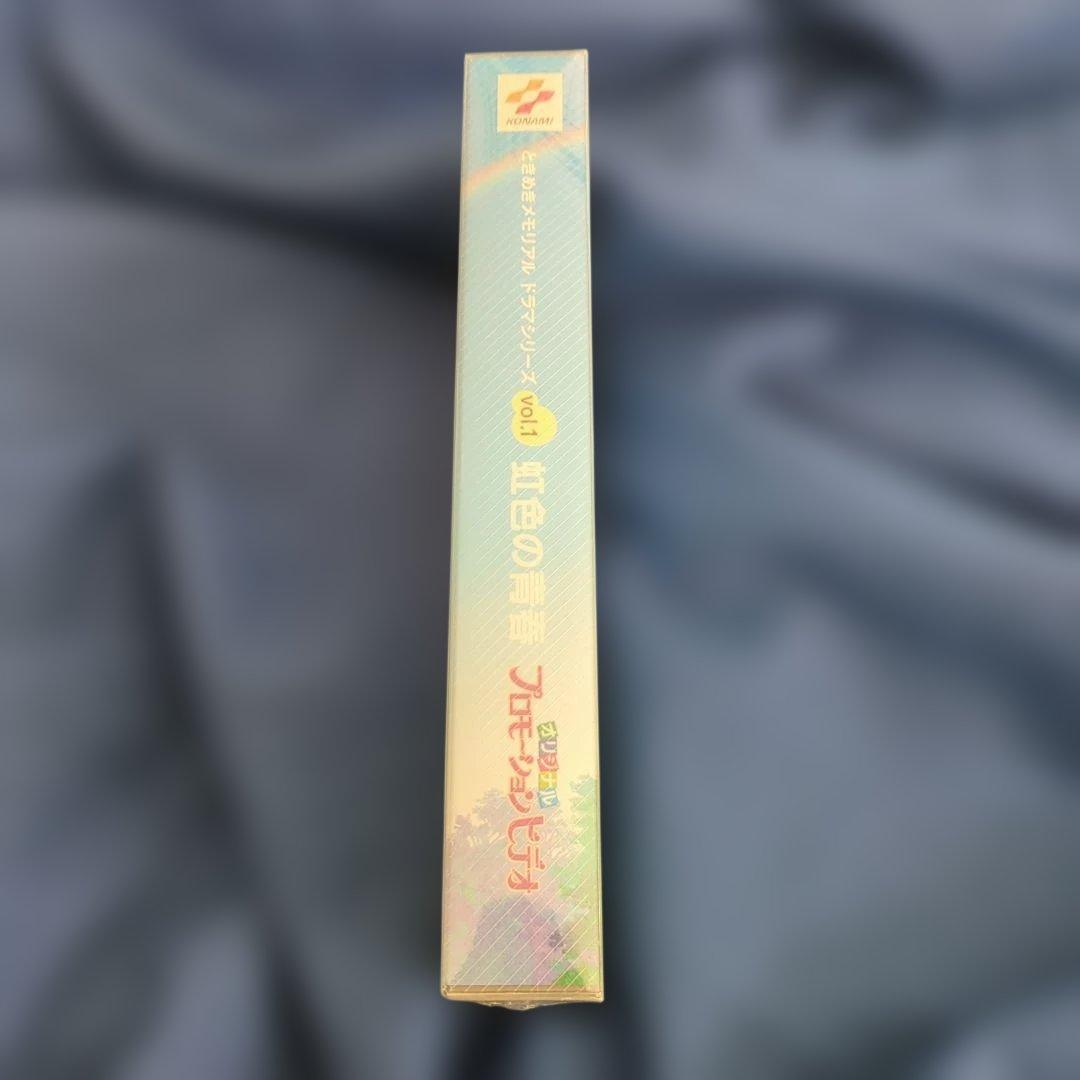 KONAMI
ときめきメモリアル ドラマシリーズ vol.1
虹色の青春
オリジナル
プロモーションビデオ